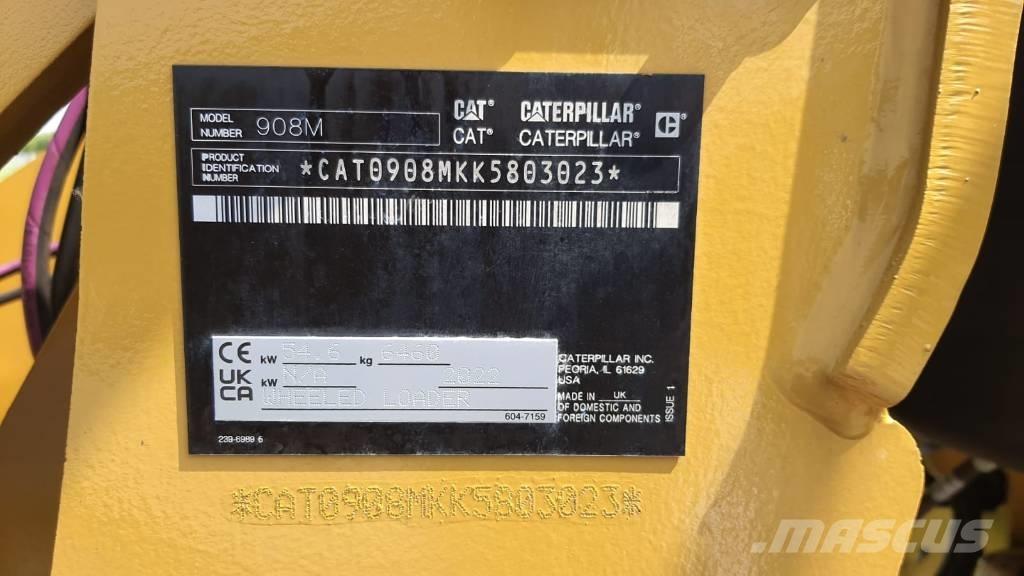 CAT® CATERPILLAR®
CAT® CATERPILLAR®
MODEL NUMBER 908M
PRODUCT IDENTIFICATION NUMBER *CAT0908MKK5803023*
CE kW 54.6 kg 6460
UKCA kW N/A 2022
WHEELED LOADER
604-7159
CATERPILLAR INC.
PEORIA, IL 61629
USA
MADE IN UK
OF DOMESTIC AND
FOREIGN COMPONENTS
ISSUE 1
239-6989 6
*CAT0908MKK5803023*
MASCUS